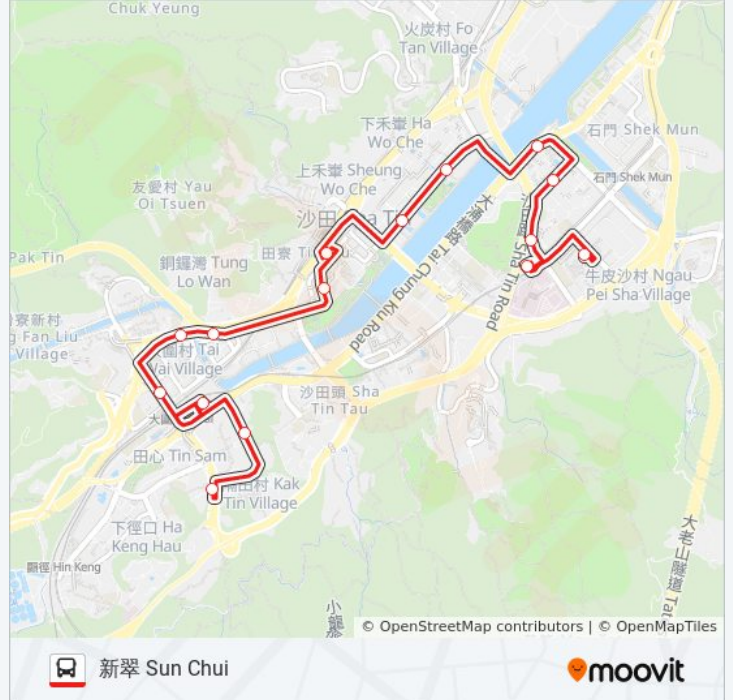 Chuk Yeung
火炭村 Fo
Tan Village
下禾輋 Ha
Wo Che
石門 Shek Mun
上禾輋 Sheung
Wo Che
石門 Shek Mun
友愛村 Yau
Oi Tsuen
沙田
大涌橋路 Tai Chung Kiu Road
Sha Tin Road
田寮
Pak Tin
銅鑼灣 Tung
Lo Wan
牛皮沙村 Ngau
Pei Sha Village
新村
Fan Liu
Village
Tai
Wai Village
沙田頭 Sha
Tin Tau
田心 Tin Sam
Kak
Tin Village
下徑口 Ha
Keng Hau
顯徑 Hin Keng
大老山隧道
© OpenStreetMap contributors | © OpenMapTiles
新翠 Sun Chui
moovit